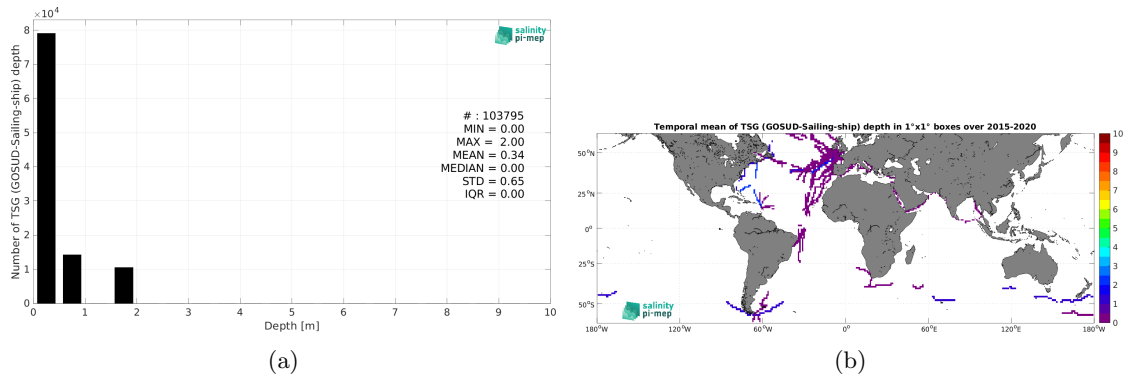 ×10⁴
8
7
6
5
4
3
2
1
0
Number of TSG (GOSUD-Sailing-ship) depth
salinity
pi-mep
# : 103795
MIN = 0.00
MAX = 2.00
MEAN = 0.34
MEDIAN = 0.00
STD = 0.65
IQR = 0.00
0 1 2 3 4 5 6 7 8 9 10
Depth [m]
(a)
Temporal mean of TSG (GOSUD-Sailing-ship) depth in 1°x1° boxes over 2015-2020
50°N
25°N
0°
25°S
50°S
salinity
pi-mep
180°W 120°W 60°W 0° 60°E 120°E 180°E
10
9
8
7
6
5
4
3
2
1
0
(b)